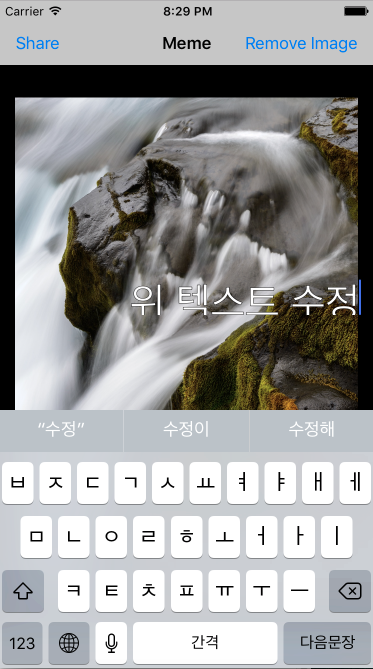 Carrier 8:29 PM
Share Meme Remove Image
위 텍스트 수정
“수정” 수정이 수정해
ㅂ ㅈ ㄷ ㄱ ㅅ ㅛ ㅕ ㅑ ㅐ ㅔ
ㅁ ㄴ ㅇ ㄹ ㅎ ㅗ ㅓ ㅏ ㅣ
ㅋ ㅌ ㅊ ㅍ ㅠ ㅜ ㅡ
123 간격 다음문장